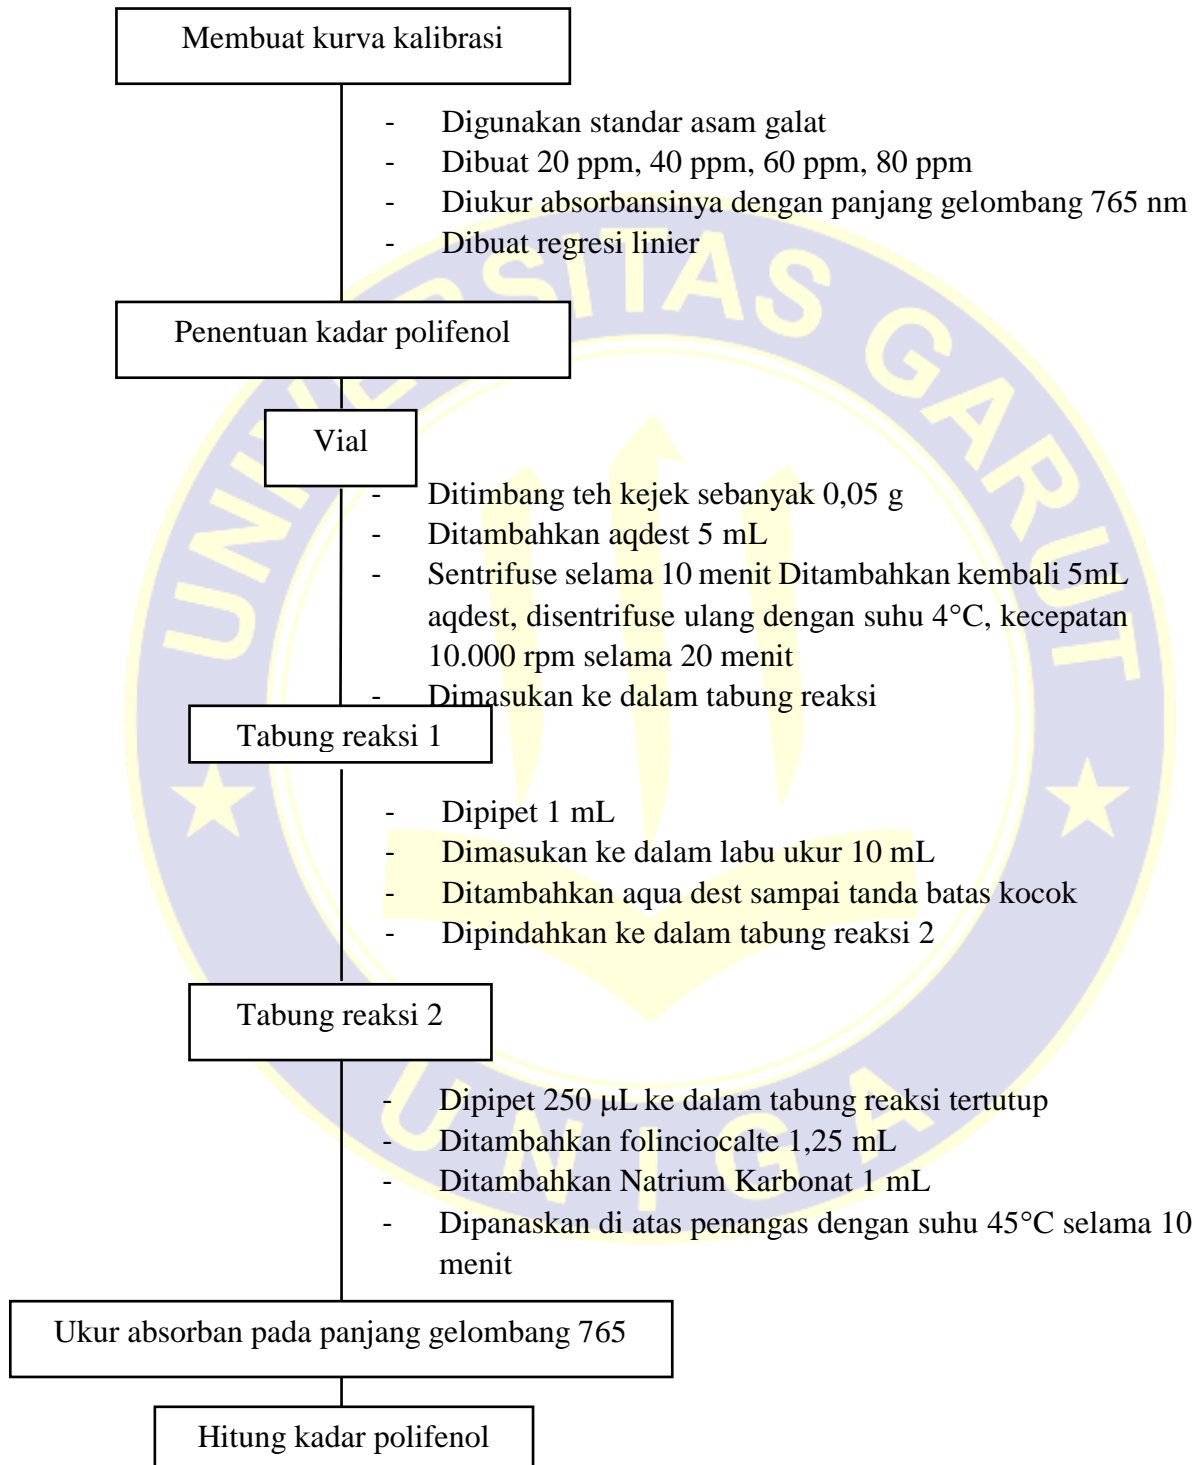 Membuat kurva kalibrasi
- Digunakan standar asam galat
- Dibuat 20 ppm, 40 ppm, 60 ppm, 80 ppm
- Diukur absorbansinya dengan panjang gelombang 765 nm
- Dibuat regresi linier
UNIVERSITAS GARUT
Penentuan kadar polifenol
Vial
- Ditimbang teh kejek sebanyak 0,05 g
- Ditambahkan aqdest 5 mL
- Sentrifuse selama 10 menit Ditambahkan kembali 5mL
aqdest, disentrifuse ulang dengan suhu 4°C, kecepatan
10.000 rpm selama 20 menit
- Dimasukan ke dalam tabung reaksi
Tabung reaksi 1
- Dipipet 1 mL
- Dimasukan ke dalam labu ukur 10 mL
- Ditambahkan aqua dest sampai tanda batas kocok
- Dipindahkan ke dalam tabung reaksi 2
Tabung reaksi 2
- Dipipet 250 μL ke dalam tabung reaksi tertutup
- Ditambahkan folinciocalte 1,25 mL
- Ditambahkan Natrium Karbonat 1 mL
- Dipanaskan di atas penangas dengan suhu 45°C selama 10
menit
UNIGA
Ukur absorban pada panjang gelombang 765
Hitung kadar polifenol